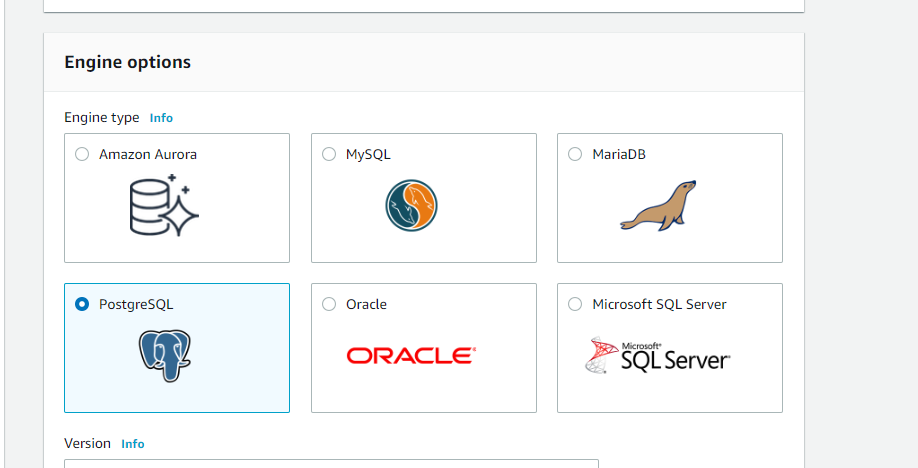 Engine options
Engine type Info
Amazon Aurora
MySQL
MariaDB
PostgreSQL
Oracle
Microsoft SQL Server
ORACLE
Microsoft®
SQL Server
Version Info